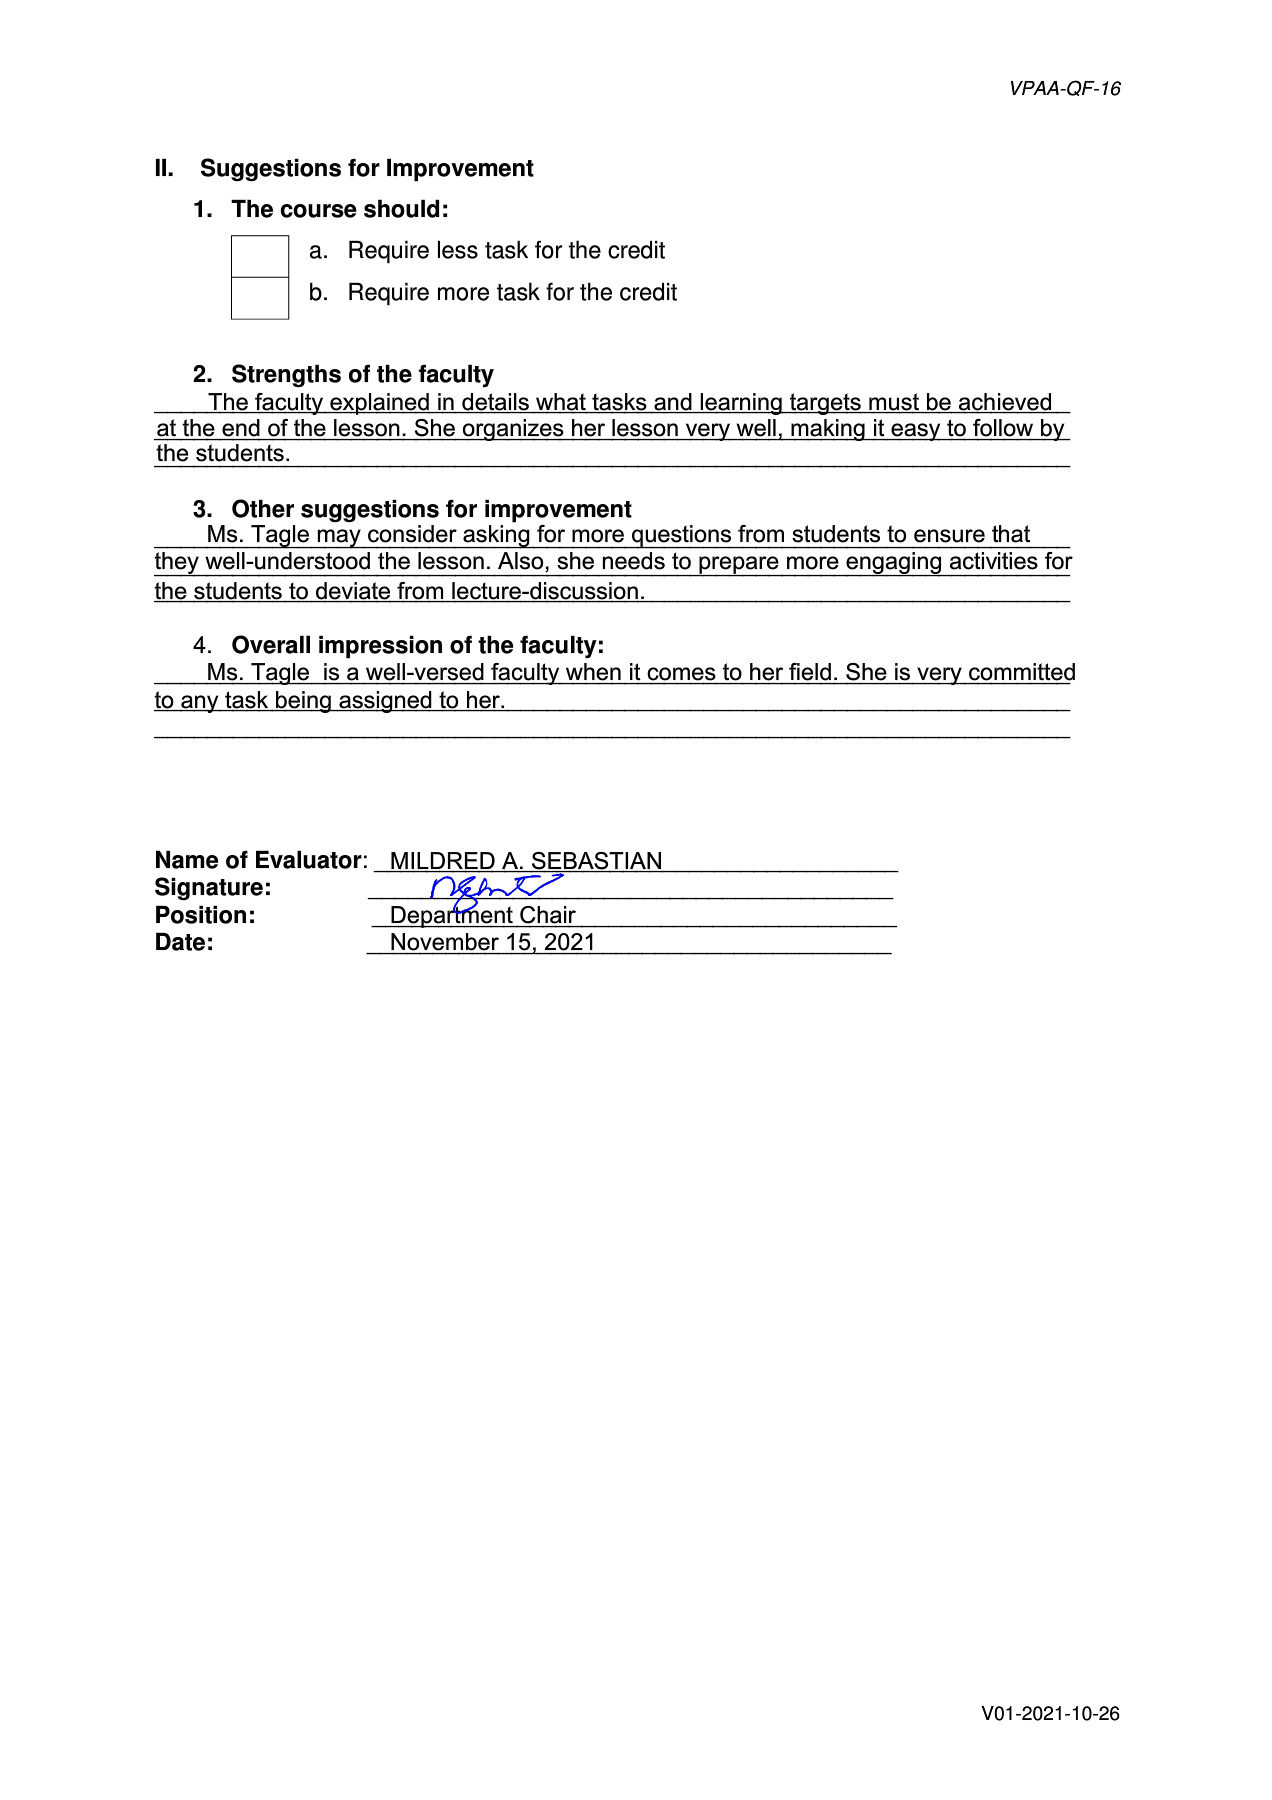 VPAA-QF-16
II. Suggestions for Improvement
1. The course should:
a. Require less task for the credit
b. Require more task for the credit
2. Strengths of the faculty
The faculty explained in details what tasks and learning targets must be achieved
at the end of the lesson. She organizes her lesson very well, making it easy to follow by
the students.
3. Other suggestions for improvement
Ms. Tagle may consider asking for more questions from students to ensure that
they well-understood the lesson. Also, she needs to prepare more engaging activities for
the students to deviate from lecture-discussion.
4. Overall impression of the faculty:
Ms. Tagle is a well-versed faculty when it comes to her field. She is very committed
to any task being assigned to her.
Name of Evaluator: MILDRED A. SEBASTIAN
Signature:
Position: Department Chair
Date: November 15, 2021
V01-2021-10-26